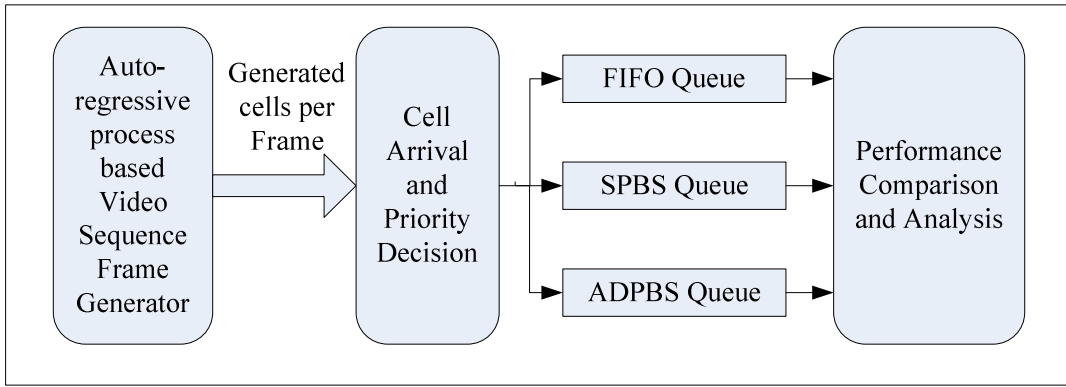 Auto-
regressive
process
based
Video
Sequence
Frame
Generator
Generated
cells per
Frame
Cell
Arrival
and
Priority
Decision
FIFO Queue
SPBS Queue
ADPBS Queue
Performance
Comparison
and Analysis